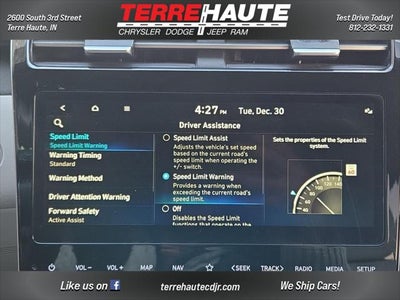 2600 South 3rd Street
Terre Haute, IN
TERRE HAUTE
CHRYSLER DODGE JEEP RAM
Test Drive Today!
812-232-1331
4:27 PM Tue, Dec. 30
Driver Assistance
Speed Limit
Speed Limit Warning
Warning Timing
Standard
Warning Method
Driver Attention Warning
Forward Safety
Active Assist
Speed Limit Assist
Adjusts the vehicle's set speed
based on the current road's
speed limit when operating the
+/- switch.
Speed Limit Warning
Provides a warning when
exceeding the current road's
speed limit.
Off
Disables the Speed Limit
functions that operate on the
Sets the properties of the Speed Limit
system.
VOL − VOL + MAP NAV ☆ <SEEK TRACK> RADIO MEDIA SETUP
Like us on f
terrehautecdjr.com
We Ship Cars!